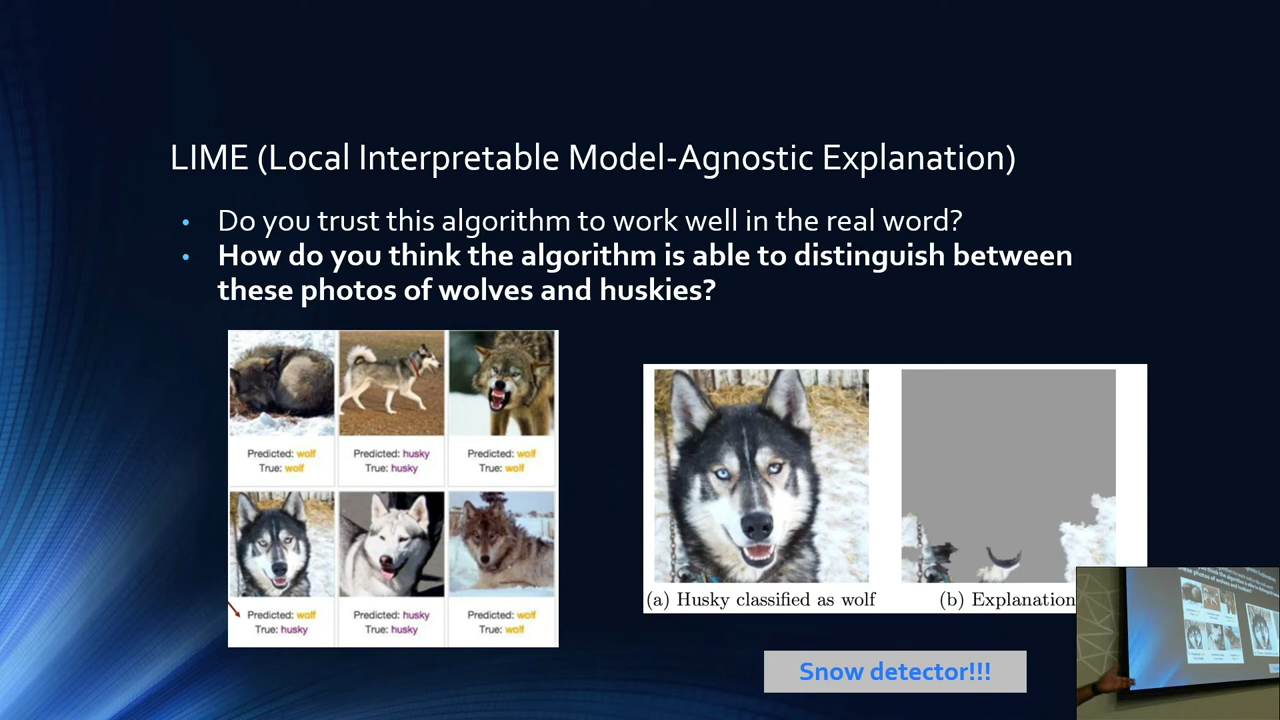 LIME (Local Interpretable Model-Agnostic Explanation)
• Do you trust this algorithm to work well in the real word?
• How do you think the algorithm is able to distinguish between
these photos of wolves and huskies?
Predicted: wolf
True: wolf
Predicted: husky
True: husky
Predicted: wolf
True: wolf
Predicted: wolf
True: husky
Predicted: husky
True: husky
Predicted: wolf
True: wolf
(a) Husky classified as wolf
(b) Explanation
Snow detector!!!